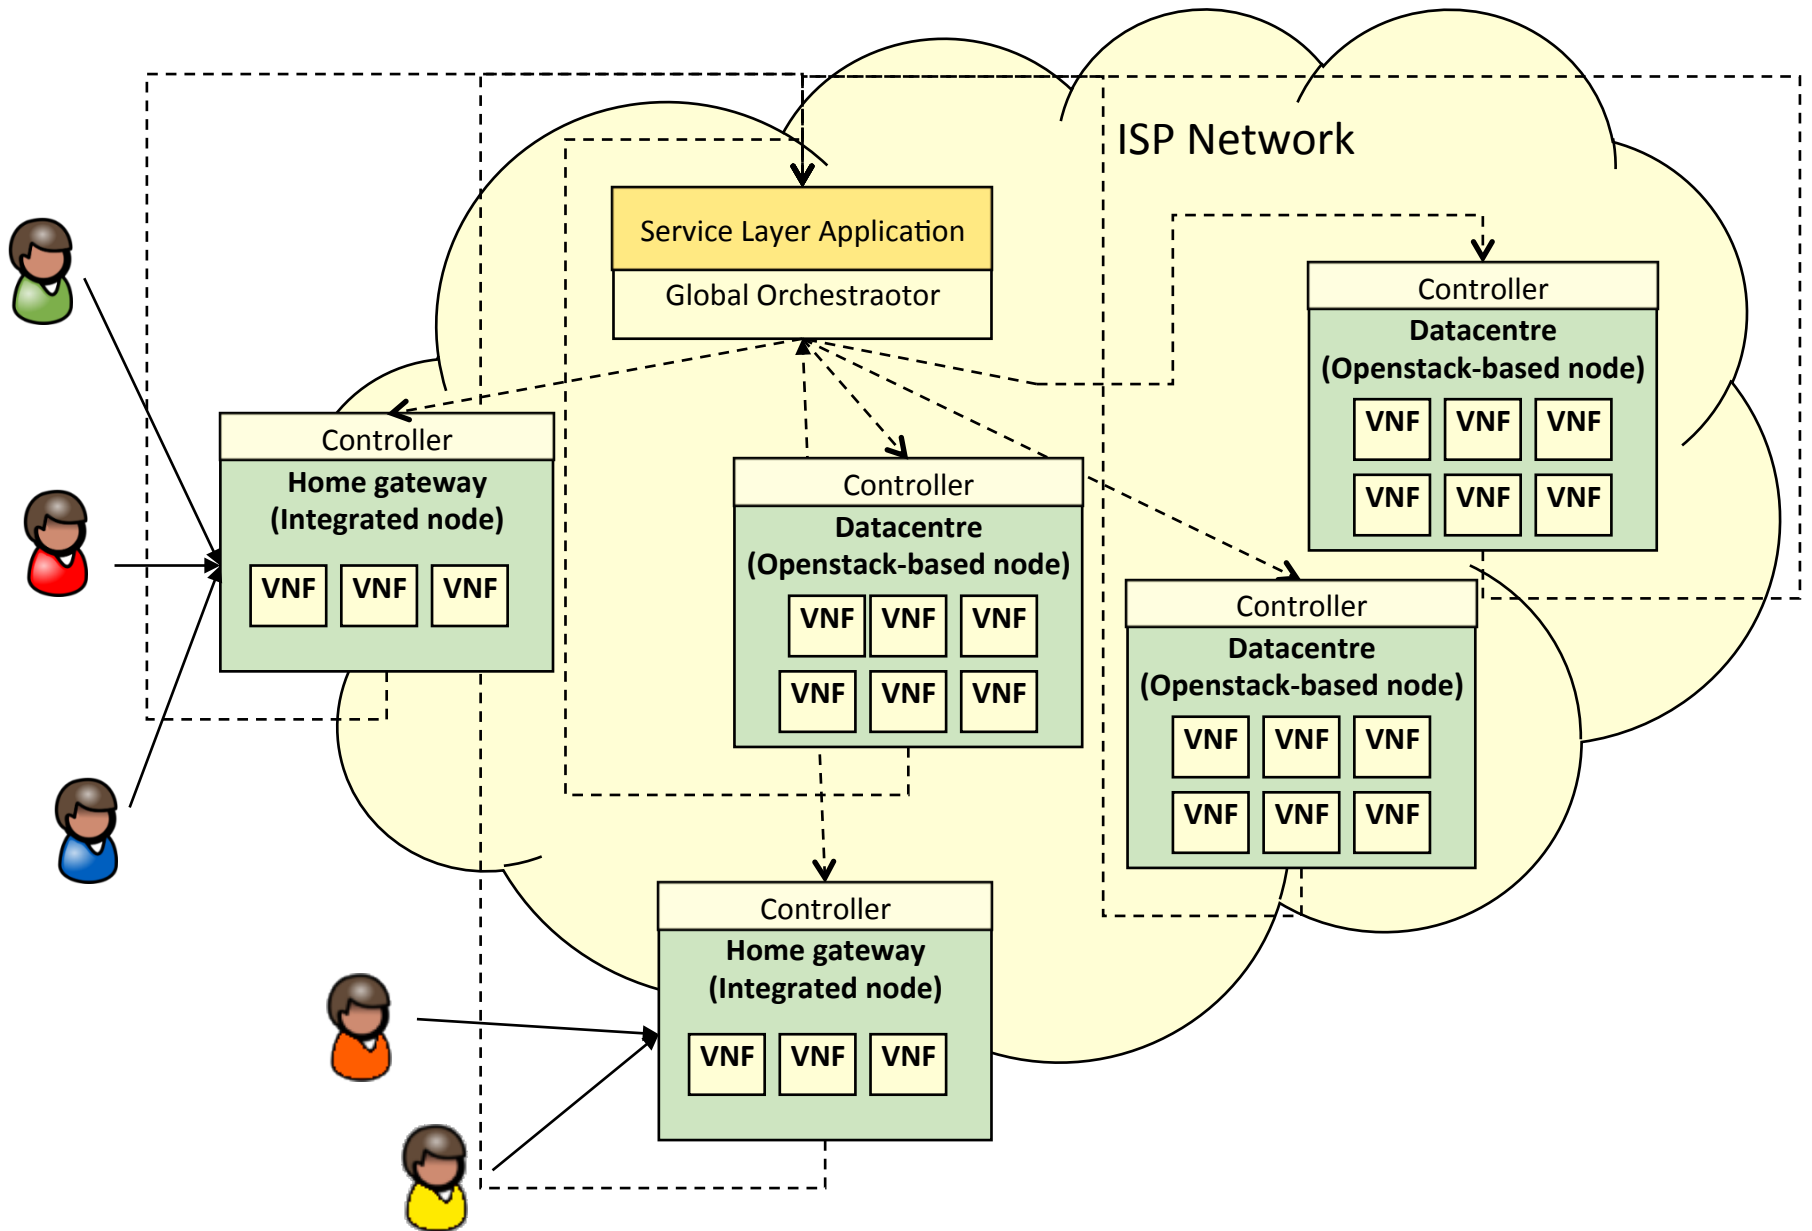 ISP Network
Service Layer Application
Global Orchestraotor
Controller
Datacentre
(Openstack-based node)
VNF VNF VNF
VNF VNF VNF
Controller
Home gateway
(Integrated node)
VNF VNF VNF
Controller
Datacentre
(Openstack-based node)
VNF VNF VNF
VNF VNF VNF
Controller
Datacentre
(Openstack-based node)
VNF VNF VNF
VNF VNF VNF
Controller
Home gateway
(Integrated node)
VNF VNF VNF